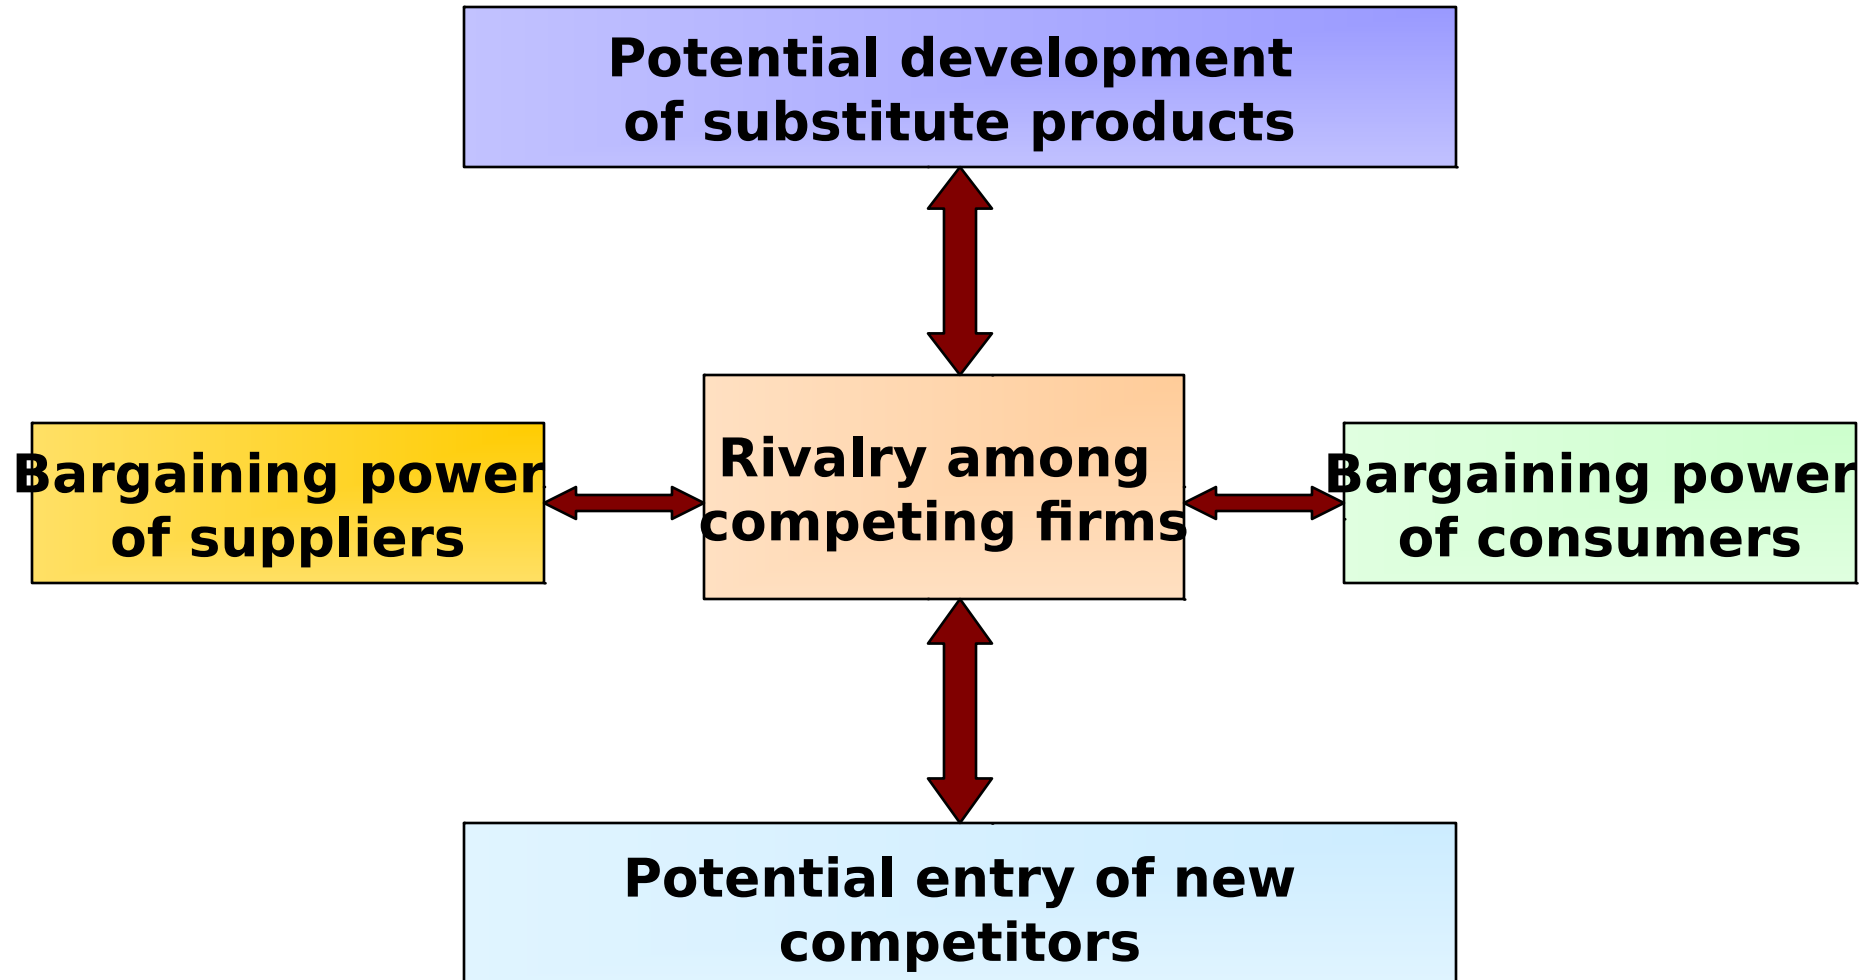 Potential development
of substitute products
Bargaining power
of suppliers
Rivalry among
competing firms
Bargaining power
of consumers
Potential entry of new
competitors